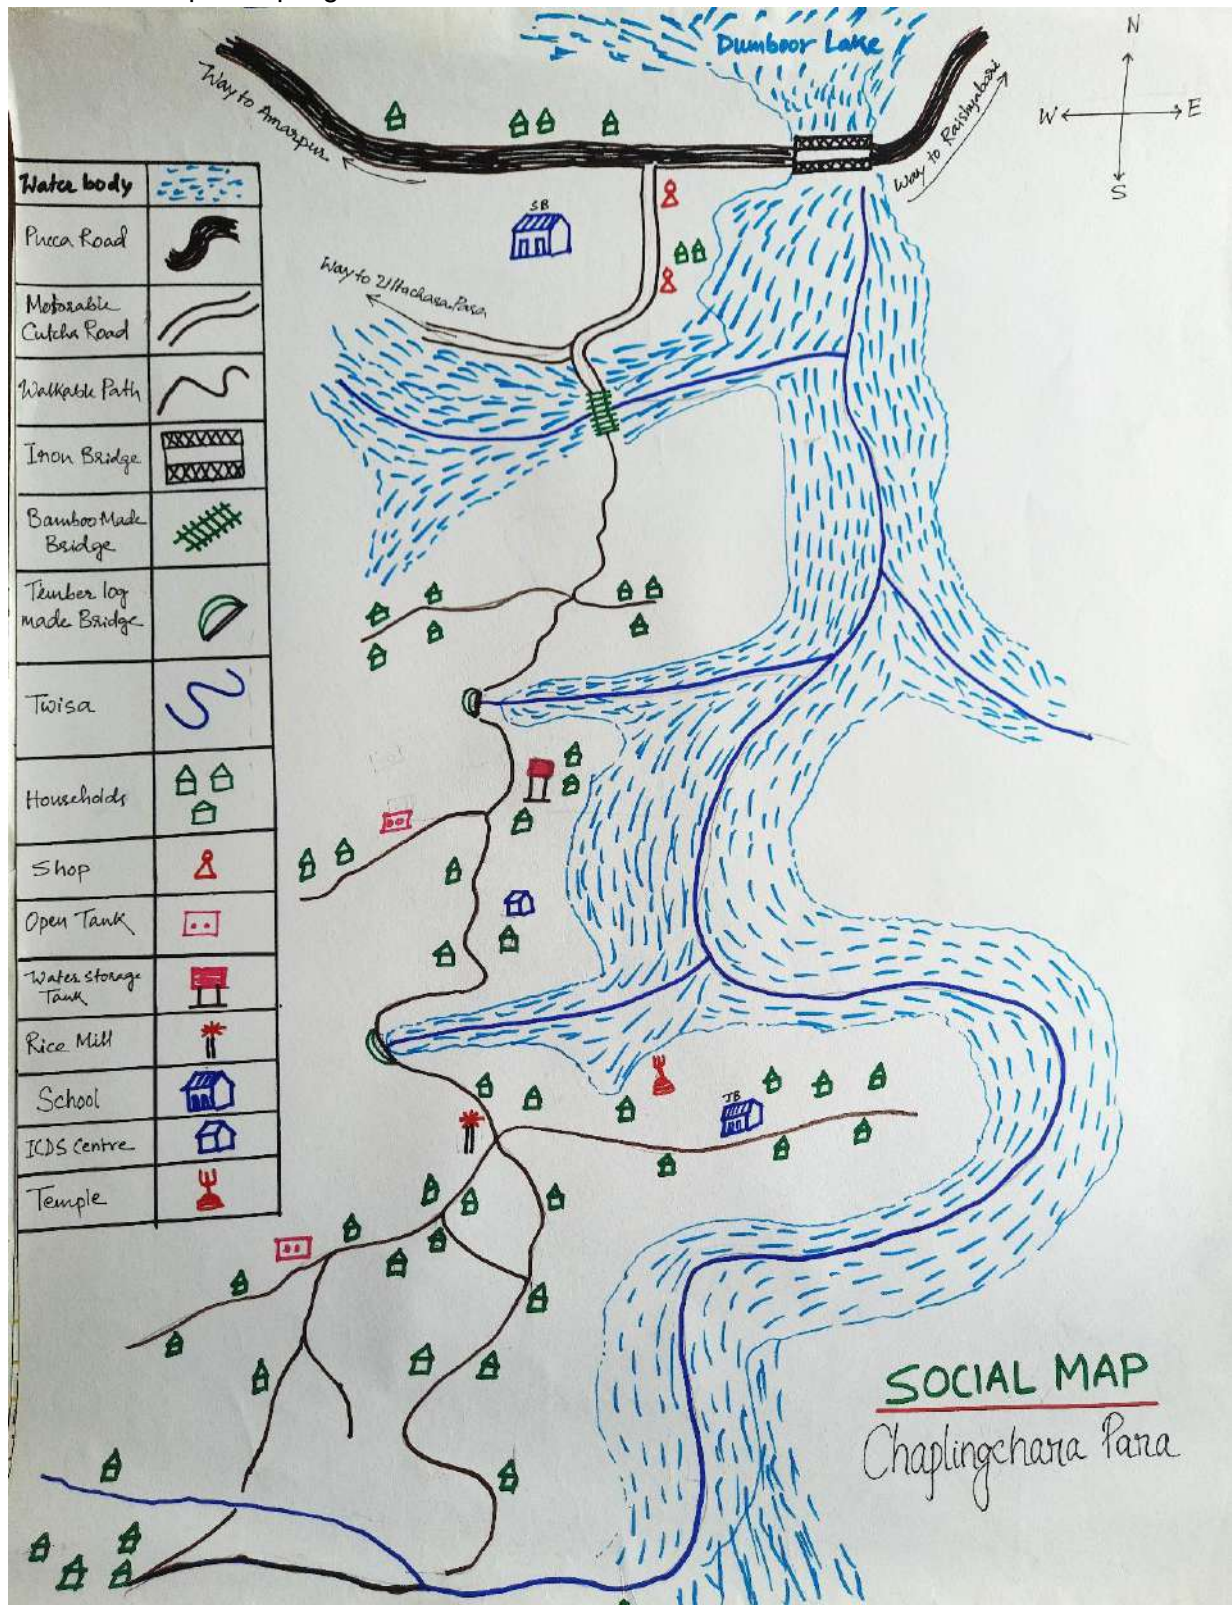 Dumboor Lake
N
W
E
S
Way to Amarpur
Way to Raishyabari
SB
Water body
Pucca Road
Motorable
Cutcha Road
Walkable Path
Iron Bridge
Bamboo Made
Bridge
Tember log
made Bridge
Twisa
Households
Shop
Open Tank
Water Storage
Tank
Rice Mill
School
ICDS Centre
Temple
Way to
Para
JB
SOCIAL MAP
Chaplingchara Para